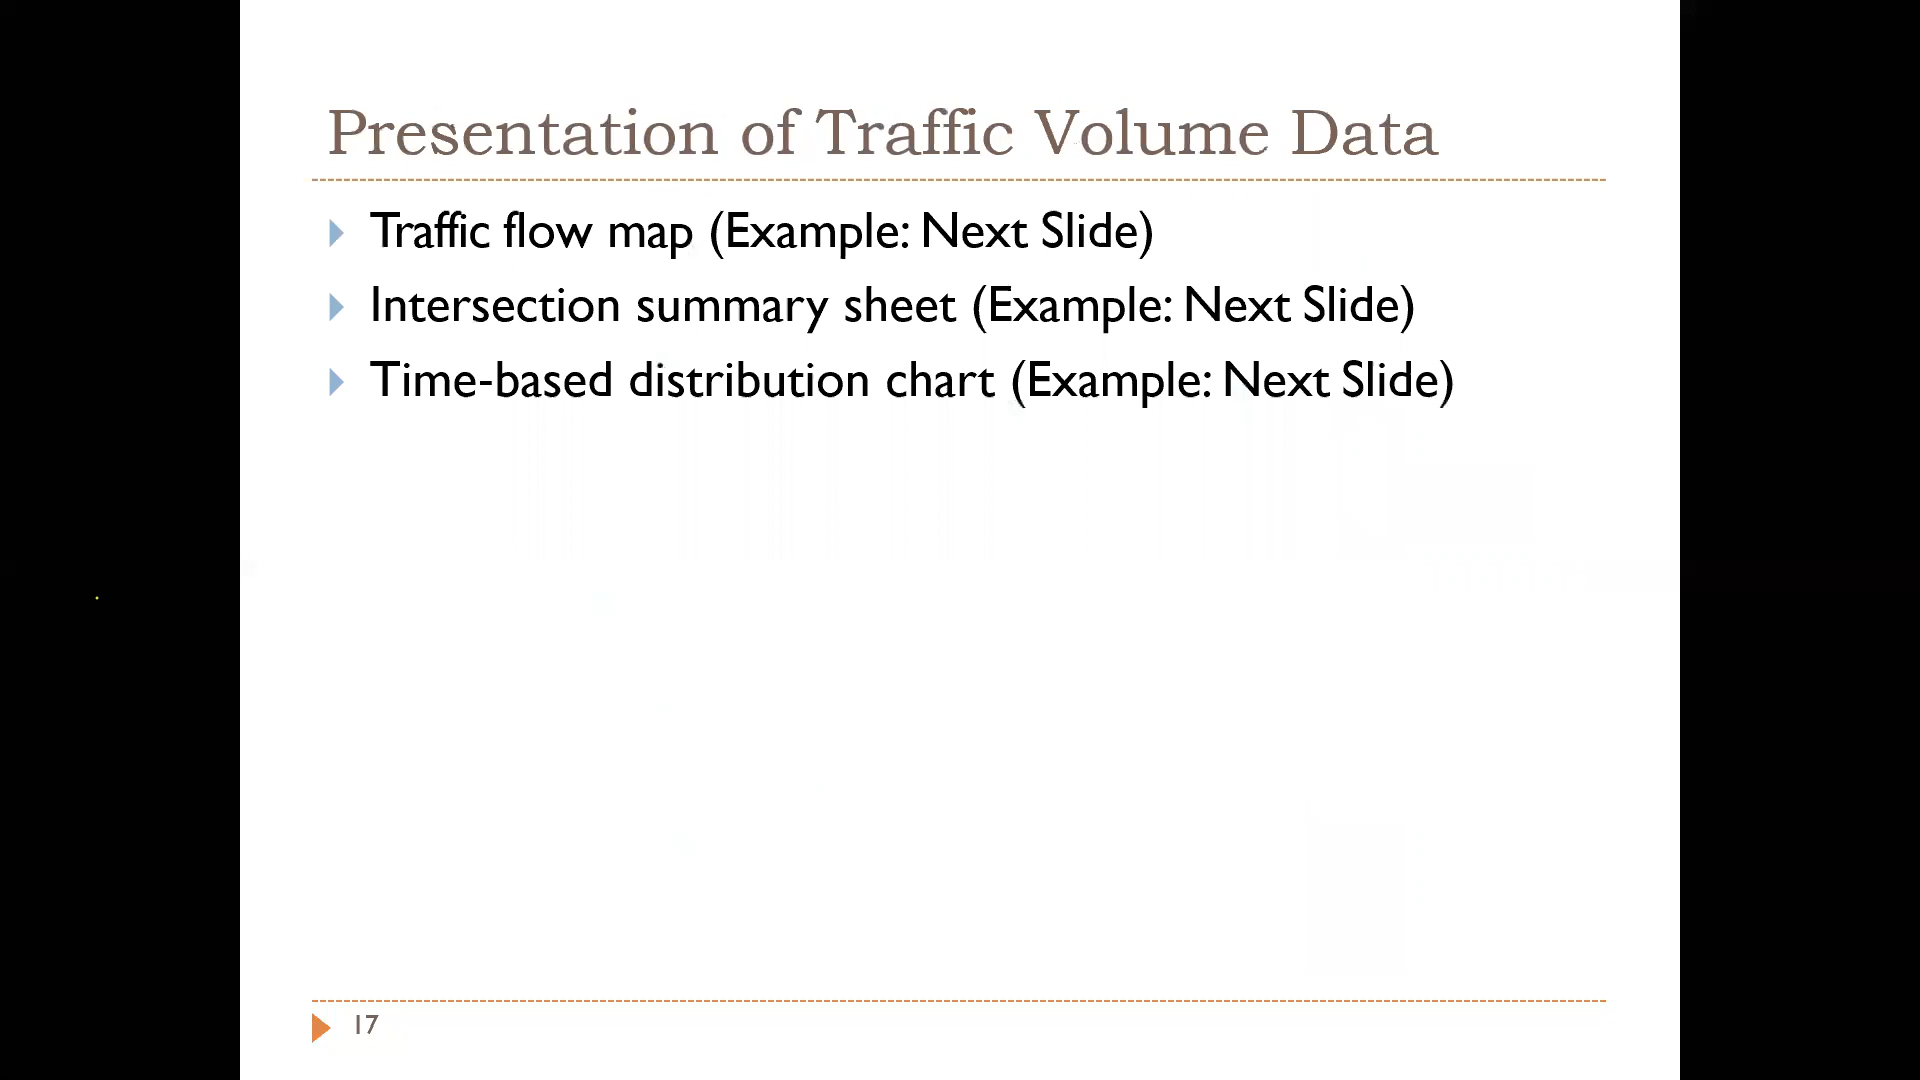 Presentation of Traffic Volume Data
Traffic flow map (Example: Next Slide)
Intersection summary sheet (Example: Next Slide)
Time-based distribution chart (Example: Next Slide)
17